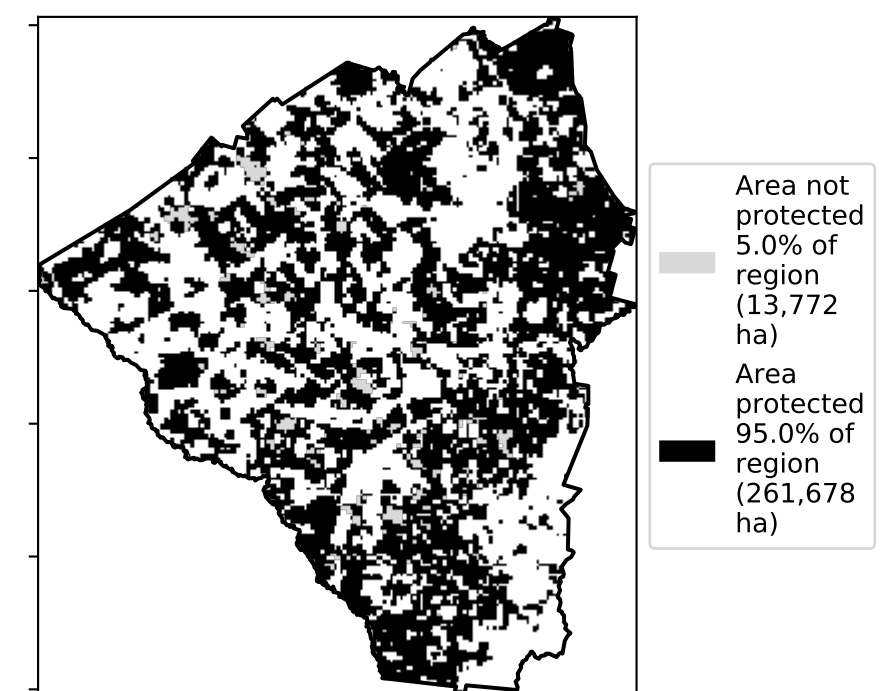 Area not
protected
5.0% of
region
(13,772
ha)
Area
protected
95.0% of
region
(261,678
ha)